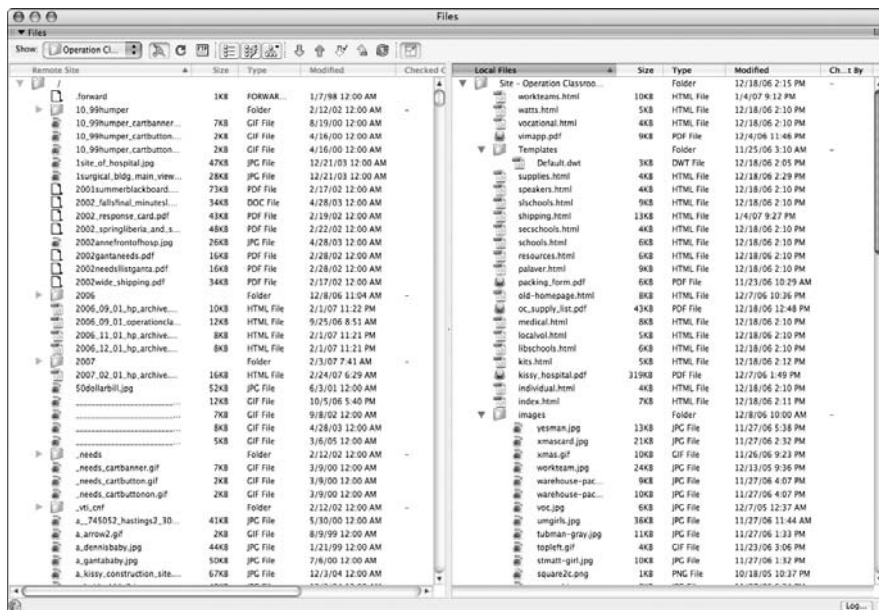 Files
▼ Files
Show: Operation Cl...
Remote Site Size Type Modified Checked
/
.forward 1KB FORWAR... 1/7/98 12:00 AM
10_99humper Folder 2/12/02 12:00 AM -
10_99humper_cartbanner... 7KB GIF File 8/19/00 12:00 AM
10_99humper_cartbutton... 2KB GIF File 4/16/00 12:00 AM
10_99humper_cartbutton... 2KB GIF File 4/16/00 12:00 AM
1site_of_hospital.jpg 47KB JPG File 12/21/03 12:00 AM
1surgical_bldg_main_view... 28KB JPG File 12/21/03 12:00 AM
2001summerblackboard.... 73KB PDF File 2/17/02 12:00 AM
2002_fallsfinal_minutesl.... 34KB DOC File 4/28/03 12:00 AM
2002_response_card.pdf 43KB PDF File 2/19/02 12:00 AM
2002_springliberia_and_s... 48KB PDF File 2/22/02 12:00 AM
2002annefrontofhosp.jpg 26KB JPG File 4/28/03 12:00 AM
2002gantaneeds.pdf 16KB PDF File 2/28/02 12:00 AM
2002needsllistganta.pdf 16KB PDF File 2/28/02 12:00 AM
2002wide_shipping.pdf 34KB PDF File 2/17/02 12:00 AM
2006 Folder 12/8/06 11:04 AM -
2006_09_01_hp_archive.... 10KB HTML File 2/1/07 11:22 PM
2006_09_01_operationcla... 12KB HTML File 9/25/06 8:51 AM
2006_11_01_hp_archive.... 8KB HTML File 2/1/07 11:21 PM
2006_12_01_hp_archive.... 8KB HTML File 2/1/07 11:21 PM
2007 Folder 2/3/07 7:41 AM -
2007_02_01_hp_archive.... 16KB HTML File 2/24/07 6:29 AM
50dollarbill.jpg 52KB JPG File 6/3/01 12:00 AM
12KB GIF File 10/5/06 5:40 PM
7KB GIF File 9/8/02 12:00 AM
8KB GIF File 4/28/03 12:00 AM
5KB GIF File 3/6/05 12:00 AM
_needs Folder 2/12/02 12:00 AM -
_needs_cartbanner.gif 7KB GIF File 3/9/00 12:00 AM
_needs_cartbutton.gif 2KB GIF File 3/9/00 12:00 AM
_needs_cartbuttonon.gif 2KB GIF File 3/9/00 12:00 AM
_vti_cnf Folder 2/12/02 12:00 AM -
a__745052_hastings2_30... 41KB JPG File 5/30/00 12:00 AM
a_arrow2.gif 2KB GIF File 8/9/99 12:00 AM
a_dennisbaby.jpg 44KB JPG File 1/21/99 12:00 AM
a_gantababy.jpg 50KB JPG File 7/6/00 12:00 AM
a_kissy_construction_site.... 67KB JPG File 12/3/04 12:00 AM
Local Files Size Type Modified Ch...t By
Site - Operation Classroo... Folder 12/18/06 2:15 PM -
workteams.html 10KB HTML File 1/4/07 9:12 PM
watts.html 5KB HTML File 12/18/06 2:10 PM
vocational.html 4KB HTML File 12/18/06 2:10 PM
vimapp.pdf 9KB PDF File 12/4/06 11:46 PM
Templates Folder 11/25/06 3:10 AM -
Default.dwt 3KB DWT File 12/18/06 2:05 PM
supplies.html 4KB HTML File 12/18/06 2:29 PM
speakers.html 4KB HTML File 12/18/06 2:10 PM
slschools.html 9KB HTML File 12/18/06 2:10 PM
shipping.html 13KB HTML File 1/4/07 9:27 PM
secschools.html 4KB HTML File 12/18/06 2:10 PM
schools.html 6KB HTML File 12/18/06 2:10 PM
resources.html 6KB HTML File 12/18/06 2:10 PM
palaver.html 9KB HTML File 12/18/06 2:10 PM
packing_form.pdf 6KB PDF File 11/23/06 10:29 AM
old-homepage.html 8KB HTML File 12/7/06 10:36 PM
oc_supply_list.pdf 43KB PDF File 12/18/06 12:48 PM
medical.html 8KB HTML File 12/18/06 2:10 PM
localvol.html 5KB HTML File 12/18/06 2:10 PM
libschools.html 6KB HTML File 12/18/06 2:10 PM
kits.html 5KB HTML File 12/18/06 2:12 PM
kissy_hospital.pdf 319KB PDF File 12/7/06 1:49 PM
individual.html 4KB HTML File 12/18/06 2:10 PM
index.html 7KB HTML File 12/18/06 2:11 PM
images Folder 12/8/06 10:00 AM -
yesman.jpg 13KB JPG File 11/27/06 5:38 PM
xmascard.jpg 21KB JPG File 11/27/06 2:32 PM
xmas.gif 10KB GIF File 11/26/06 9:23 PM
workteam.jpg 24KB JPG File 12/13/05 9:36 PM
warehouse-pac... 9KB JPG File 11/27/06 4:07 PM
warehouse-pac... 10KB JPG File 11/27/06 4:07 PM
voc.jpg 6KB JPG File 12/7/05 12:37 AM
umgirls.jpg 36KB JPG File 11/27/06 11:44 AM
tubman-gray.jpg 11KB JPG File 11/27/06 1:33 PM
topleft.gif 4KB GIF File 11/23/06 3:06 PM
stmatt-girl.jpg 10KB JPG File 11/27/06 1:32 PM
square2c.png 1KB PNG File 10/18/05 10:37 PM
Log...